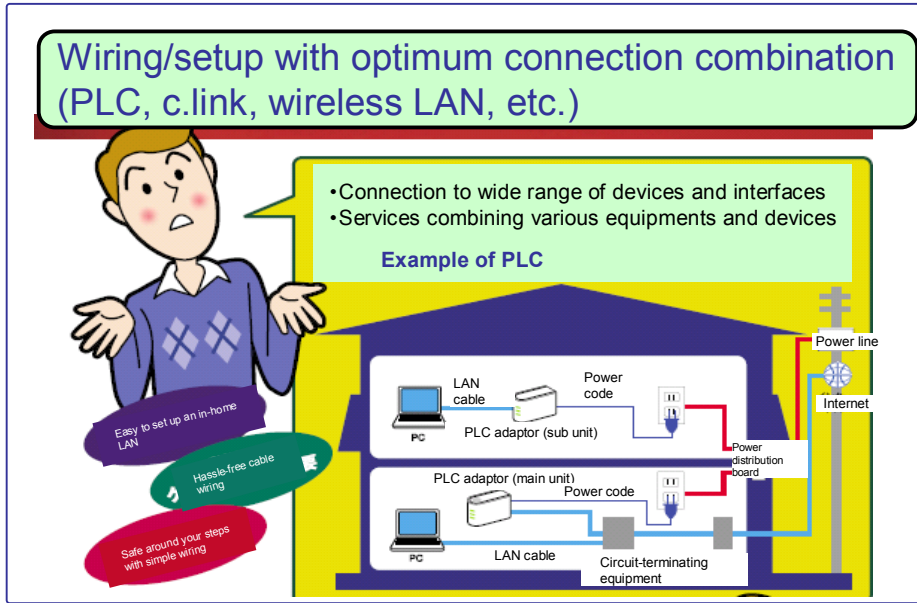 Wiring/setup with optimum connection combination
(PLC, c.link, wireless LAN, etc.)
•Connection to wide range of devices and interfaces
•Services combining various equipments and devices
Example of PLC
Power line
Internet
LAN
cable
Power
code
PC
PLC adaptor (sub unit)
Power
distribution
board
PLC adaptor (main unit)
Power code
PC
LAN cable
Circuit-terminating
equipment
Easy to set up an in-home
LAN
Hassle-free cable
wiring
Safe around your steps
with simple wiring